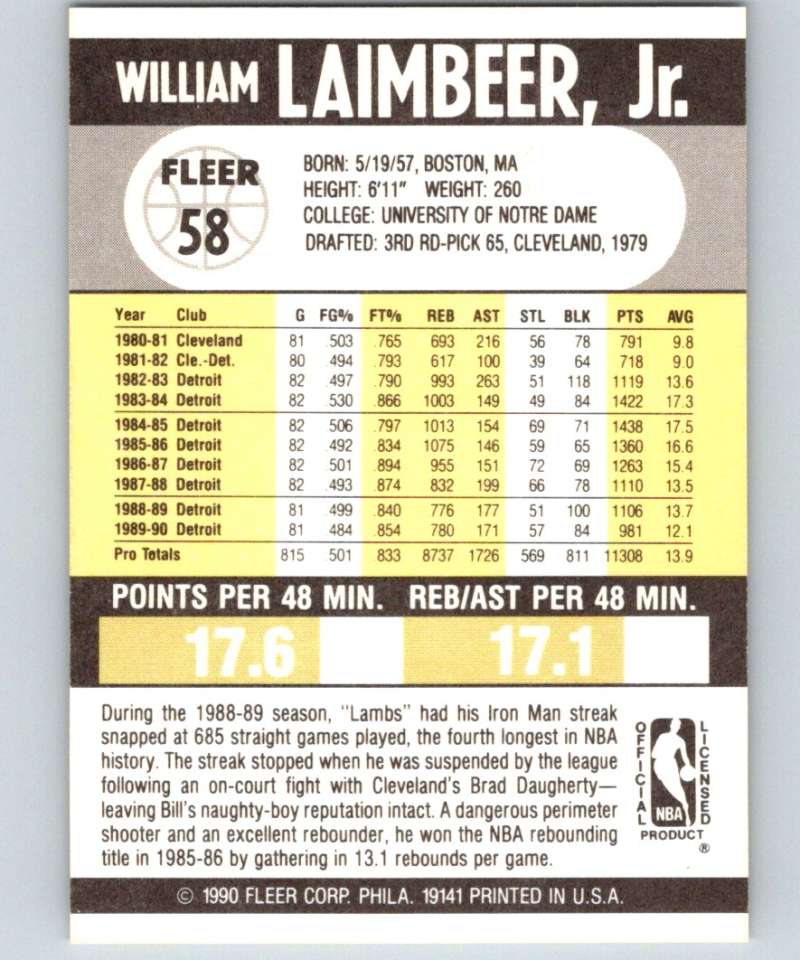 WILLIAM LAIMBEER, Jr.
FLEER
58
BORN: 5/19/57, BOSTON, MA
HEIGHT: 6'11" WEIGHT: 260
COLLEGE: UNIVERSITY OF NOTRE DAME
DRAFTED: 3RD RD-PICK 65, CLEVELAND, 1979
Year Club G FG% FT% REB AST STL BLK PTS AVG
1980-81 Cleveland 81 .503 .765 693 216 56 78 791 9.8
1981-82 Cle.-Det. 80 .494 .793 617 100 39 64 718 9.0
1982-83 Detroit 82 .497 .790 993 263 51 118 1119 13.6
1983-84 Detroit 82 .530 .866 1003 149 49 84 1422 17.3
1984-85 Detroit 82 .506 .797 1013 154 69 71 1438 17.5
1985-86 Detroit 82 .492 .834 1075 146 59 65 1360 16.6
1986-87 Detroit 82 .501 .894 955 151 72 69 1263 15.4
1987-88 Detroit 82 .493 .874 832 199 66 78 1110 13.5
1988-89 Detroit 81 .499 .840 776 177 51 100 1106 13.7
1989-90 Detroit 81 .484 .854 780 171 57 84 981 12.1
Pro Totals 815 .501 .833 8737 1726 569 811 11308 13.9
POINTS PER 48 MIN. REB/AST PER 48 MIN.
17.6 17.1
During the 1988-89 season, "Lambs" had his Iron Man streak
snapped at 685 straight games played, the fourth longest in NBA
history. The streak stopped when he was suspended by the league
following an on-court fight with Cleveland's Brad Daugherty—
leaving Bill's naughty-boy reputation intact. A dangerous perimeter
shooter and an excellent rebounder, he won the NBA rebounding
title in 1985-86 by gathering in 13.1 rebounds per game.
OFFICIAL
LICENSED
NBA
PRODUCT
®
© 1990 FLEER CORP. PHILA. 19141 PRINTED IN U.S.A.